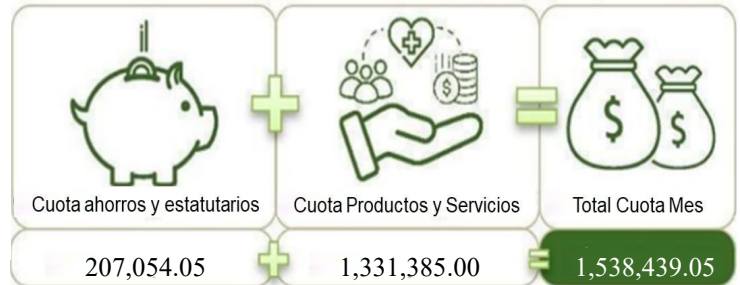 Cuota ahorros y estatutarios Cuota Productos y Servicios Total Cuota Mes
207,054.05 + 1,331,385.00 = 1,538,439.05